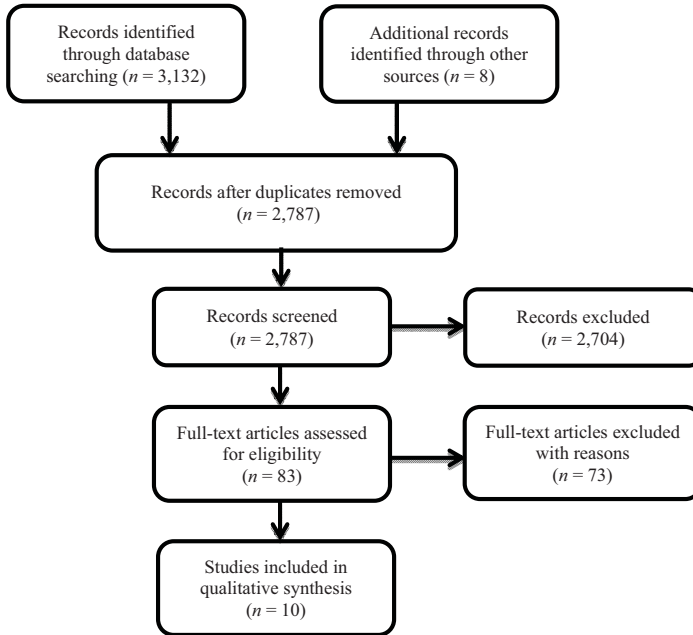 Records identified
through database
searching (n = 3,132)
Additional records
identified through other
sources (n = 8)
Records after duplicates removed
(n = 2,787)
Records screened
(n = 2,787)
Records excluded
(n = 2,704)
Full-text articles assessed
for eligibility
(n = 83)
Full-text articles excluded
with reasons
(n = 73)
Studies included in
qualitative synthesis
(n = 10)